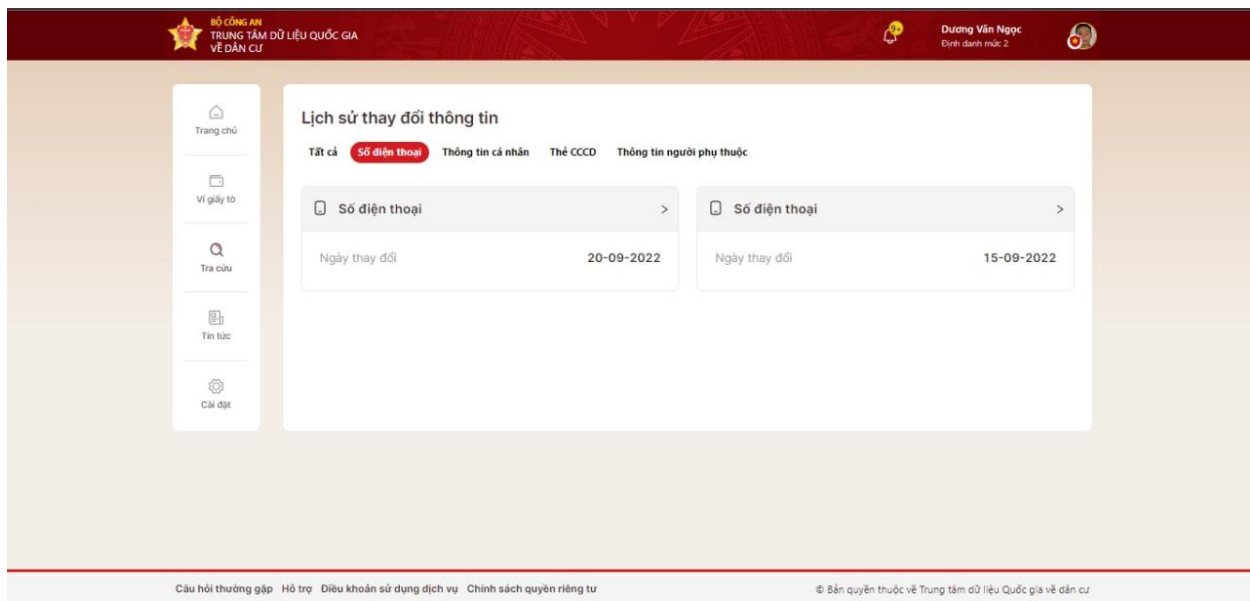 BỘ CÔNG AN
TRUNG TÂM DỮ LIỆU QUỐC GIA
VỀ DÂN CƯ
9+
Dương Văn Ngọc
Định danh mức 2
Trang chủ
Ví giấy tờ
Tra cứu
Tin tức
Cài đặt
Lịch sử thay đổi thông tin
Tất cả Số điện thoại Thông tin cá nhân Thẻ CCCD Thông tin người phụ thuộc
Số điện thoại >
Ngày thay đổi 20-09-2022
Số điện thoại >
Ngày thay đổi 15-09-2022
Câu hỏi thường gặp Hỗ trợ Điều khoản sử dụng dịch vụ Chính sách quyền riêng tư
© Bản quyền thuộc về Trung tâm dữ liệu Quốc gia về dân cư